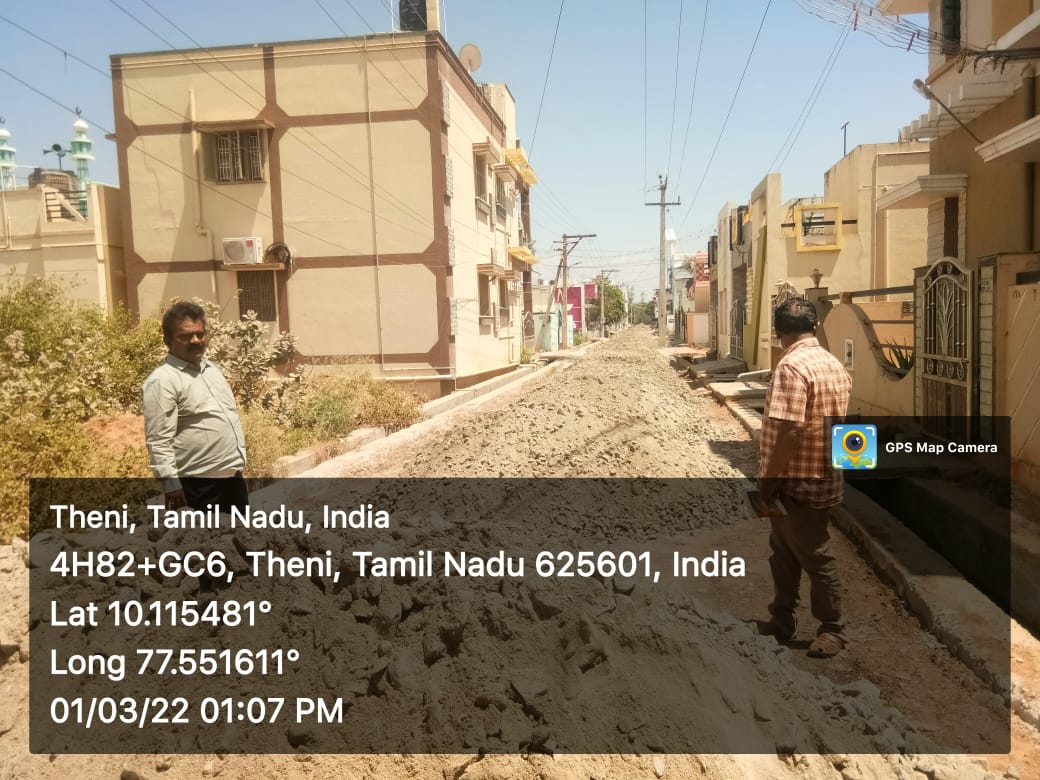 GPS Map Camera
Theni, Tamil Nadu, India
4H82+GC6, Theni, Tamil Nadu 625601, India
Lat 10.115481°
Long 77.551611°
01/03/22 01:07 PM